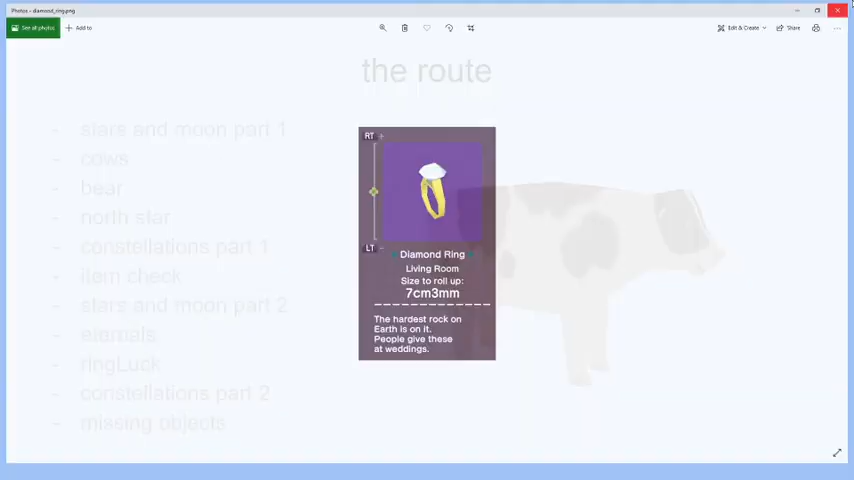 Photos - diamond_ring.png
See all photos
Add to
Edit & Create
Share
the route
- stars and moon part 1
- cows
- bear
- north star
- constellations part 1
- item check
- stars and moon part 2
- eternals
- ringLuck
- constellations part 2
- missing objects
RT +
LT -
Diamond Ring
Living Room
Size to roll up:
7cm3mm
The hardest rock on
Earth is on it.
People give these
at weddings.